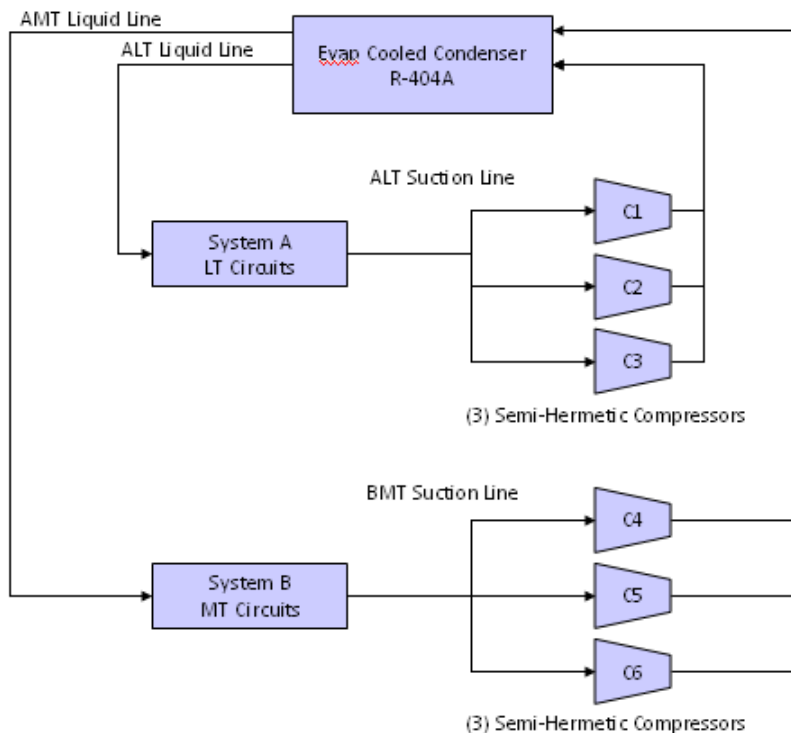 AMT Liquid Line
ALT Liquid Line
Evap Cooled Condenser
R-404A
ALT Suction Line
C1
System A
LT Circuits
C2
C3
(3) Semi-Hermetic Compressors
BMT Suction Line
C4
System B
MT Circuits
C5
C6
(3) Semi-Hermetic Compressors